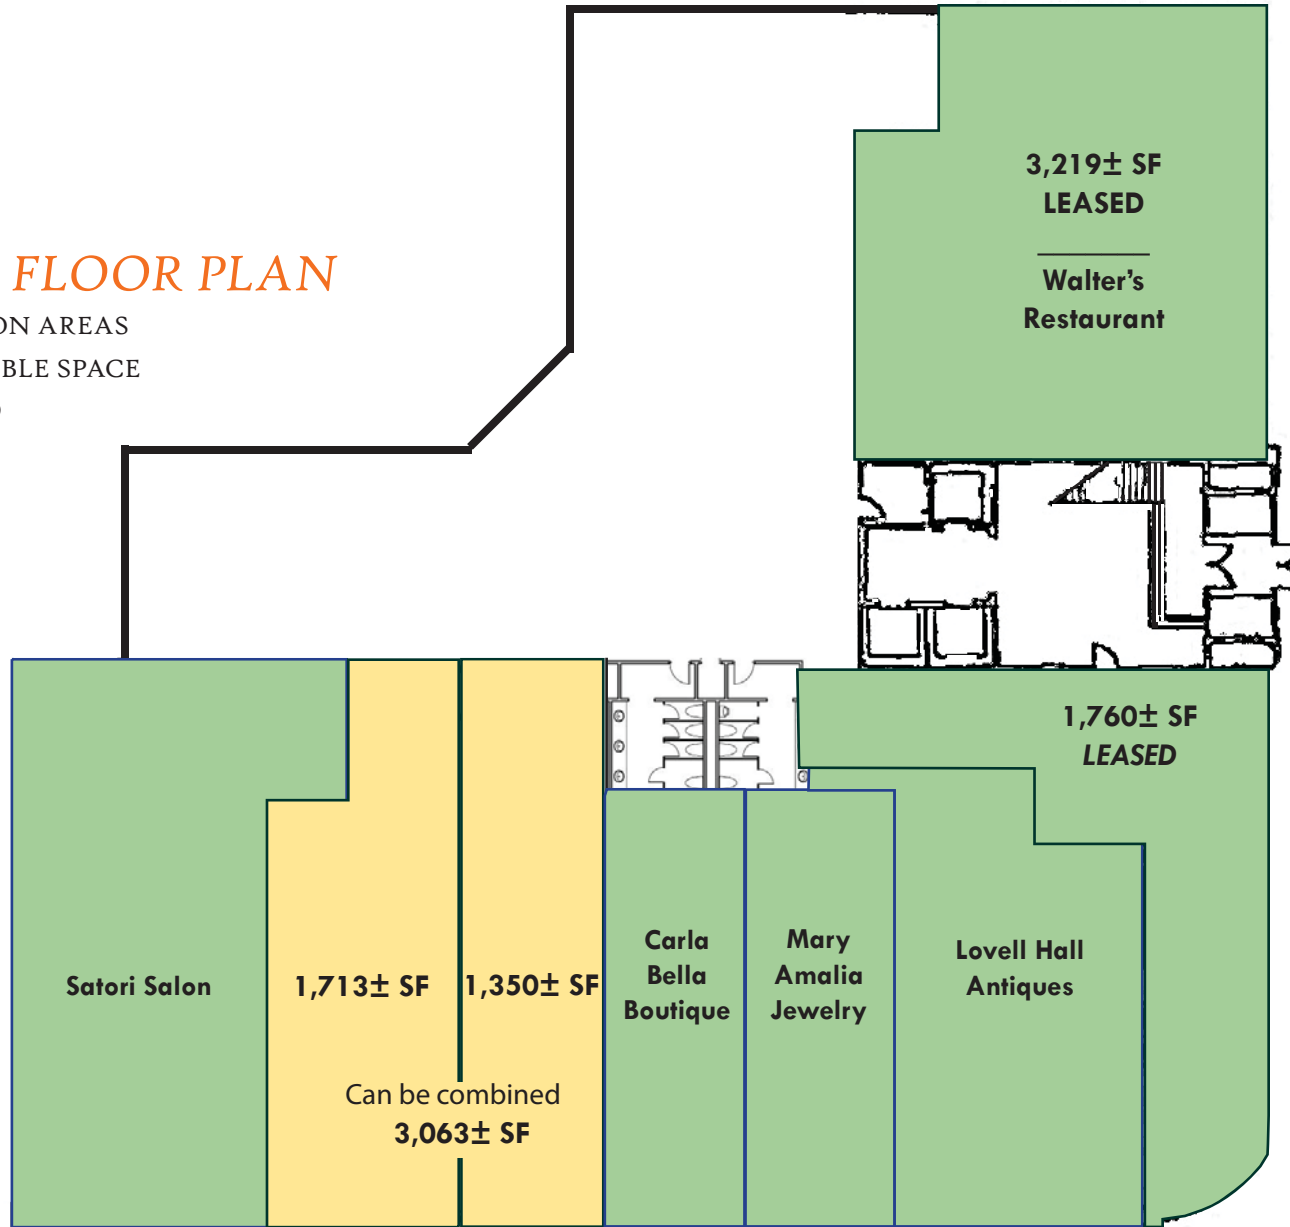 FLOOR PLAN
ON AREAS
BLE SPACE
3,219± SF
LEASED
Walter's
Restaurant
1,760± SF
LEASED
Satori Salon
1,713± SF
1,350± SF
Can be combined
3,063± SF
Carla
Bella
Boutique
Mary
Amalia
Jewelry
Lovell Hall
Antiques